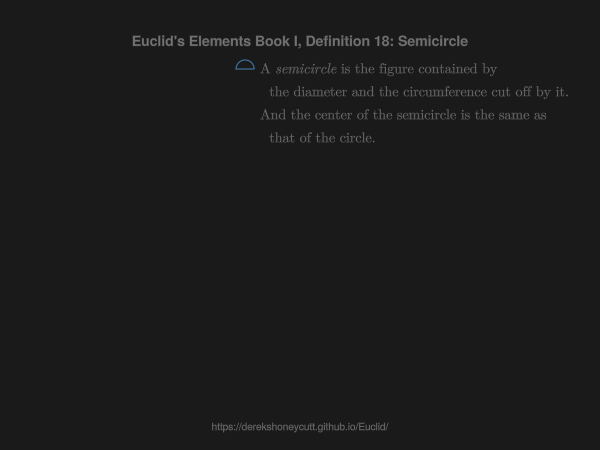 Euclid's Elements Book I, Definition 18: Semicircle
A semicircle is the figure contained by
the diameter and the circumference cut off by it.
And the center of the semicircle is the same as
that of the circle.
https://derekshoneycutt.github.io/Euclid/